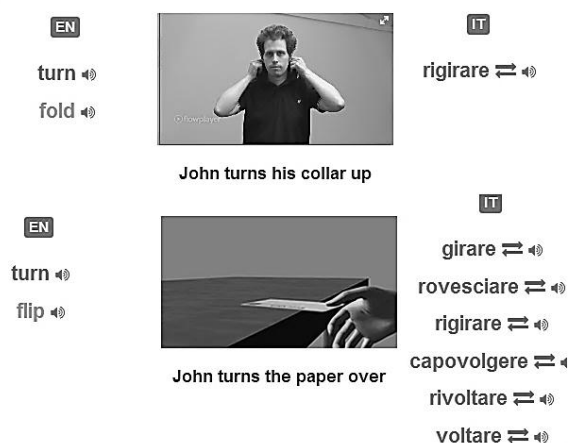 EN
turn
fold
flowplayer
IT
rigirare
John turns his collar up
EN
turn
flip
IT
girare
rovesciare
rigirare
capovolgere
rivoltare
voltare
John turns the paper over